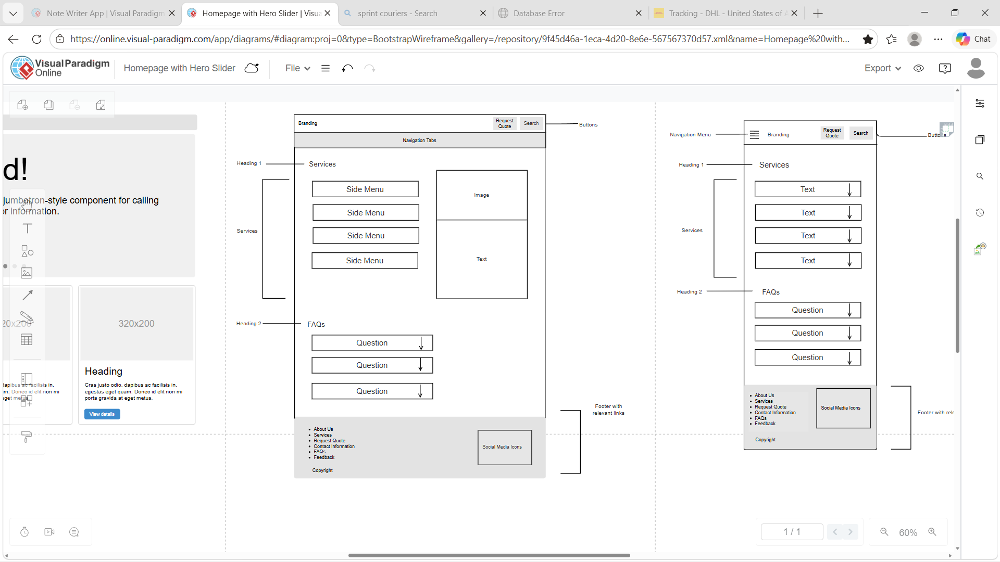 Note Writer App | Visual Paradigm
Homepage with Hero Slider | Visua
sprint couriers - Search
Database Error
Tracking - DHL - United States of A
https://online.visual-paradigm.com/app/diagrams/#diagram:proj=0&type=BootstrapWireframe&gallery=/repository/9f45d46a-1eca-4d20-8e6e-567567370d57.xml&name=Homepage%20with...
Chat
Visual Paradigm
Online
Homepage with Hero Slider
File
Export
d!
jumbotron-style component for calling
or information.
20x200
320x200
Heading
dapibus ac facilisis in,
m. Donec id elit non mi
eget metus.
Cras justo odio, dapibus ac facilisis in,
egestas eget quam. Donec id elit non mi
porta gravida at eget metus.
View details
Branding
Request
Quote
Search
Buttons
Navigation Tabs
Heading 1
Services
Services
Side Menu
Side Menu
Side Menu
Side Menu
Image
Text
Heading 2
FAQs
Question
Question
Question
Footer with
relevant links
• About Us
• Services
• Request Quote
• Contact Information
• FAQs
• Feedback
Copyright
Social Media Icons
Navigation Menu
Branding
Request
Quote
Search
Buttons
Heading 1
Services
Services
Text
Text
Text
Text
Heading 2
FAQs
Question
Question
Question
• About Us
• Services
• Request Quote
• Contact Information
• FAQs
• Feedback
Copyright
Social Media Icons
Footer with rele
1 / 1
60%